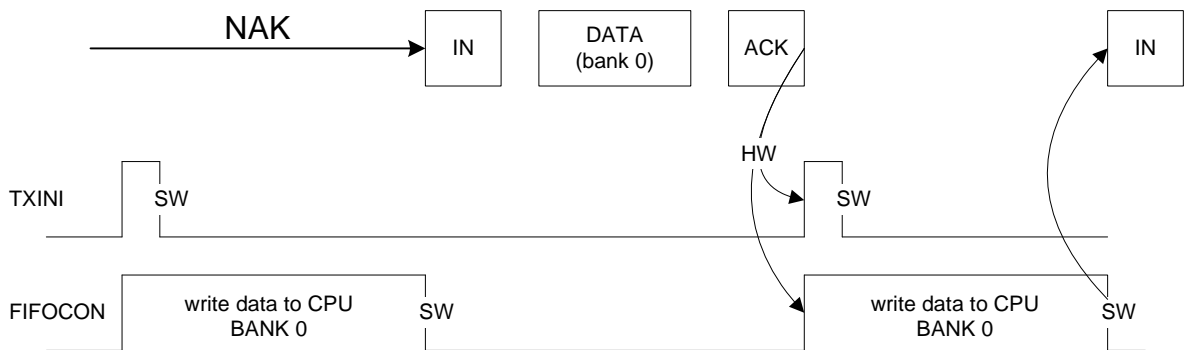 NAK
IN
DATA
(bank 0)
ACK
IN
HW
TXINI
SW
SW
FIFOCON
write data to CPU
BANK 0
SW
write data to CPU
BANK 0
SW